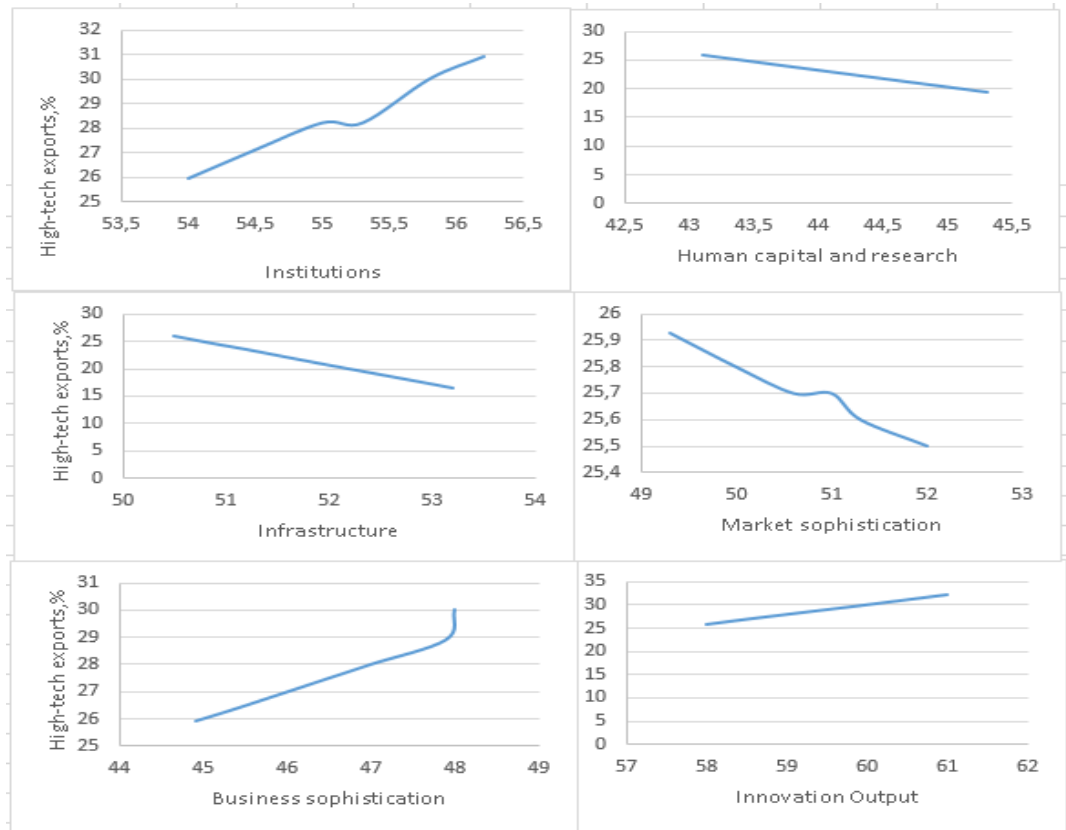 32
31
30
29
28
27
26
25
High-tech exports,%
53,5 54 54,5 55 55,5 56 56,5
Institutions
30
25
20
15
10
5
0
42,5 43 43,5 44 44,5 45 45,5
Human capital and research
30
25
20
15
10
5
0
High-tech exports,%
50 51 52 53 54
Infrastructure
26
25,9
25,8
25,7
25,6
25,5
25,4
49 50 51 52 53
Market sophistication
31
30
29
28
27
26
25
High-tech exports,%
44 45 46 47 48 49
Business sophistication
35
30
25
20
15
10
5
0
57 58 59 60 61 62
Innovation Output